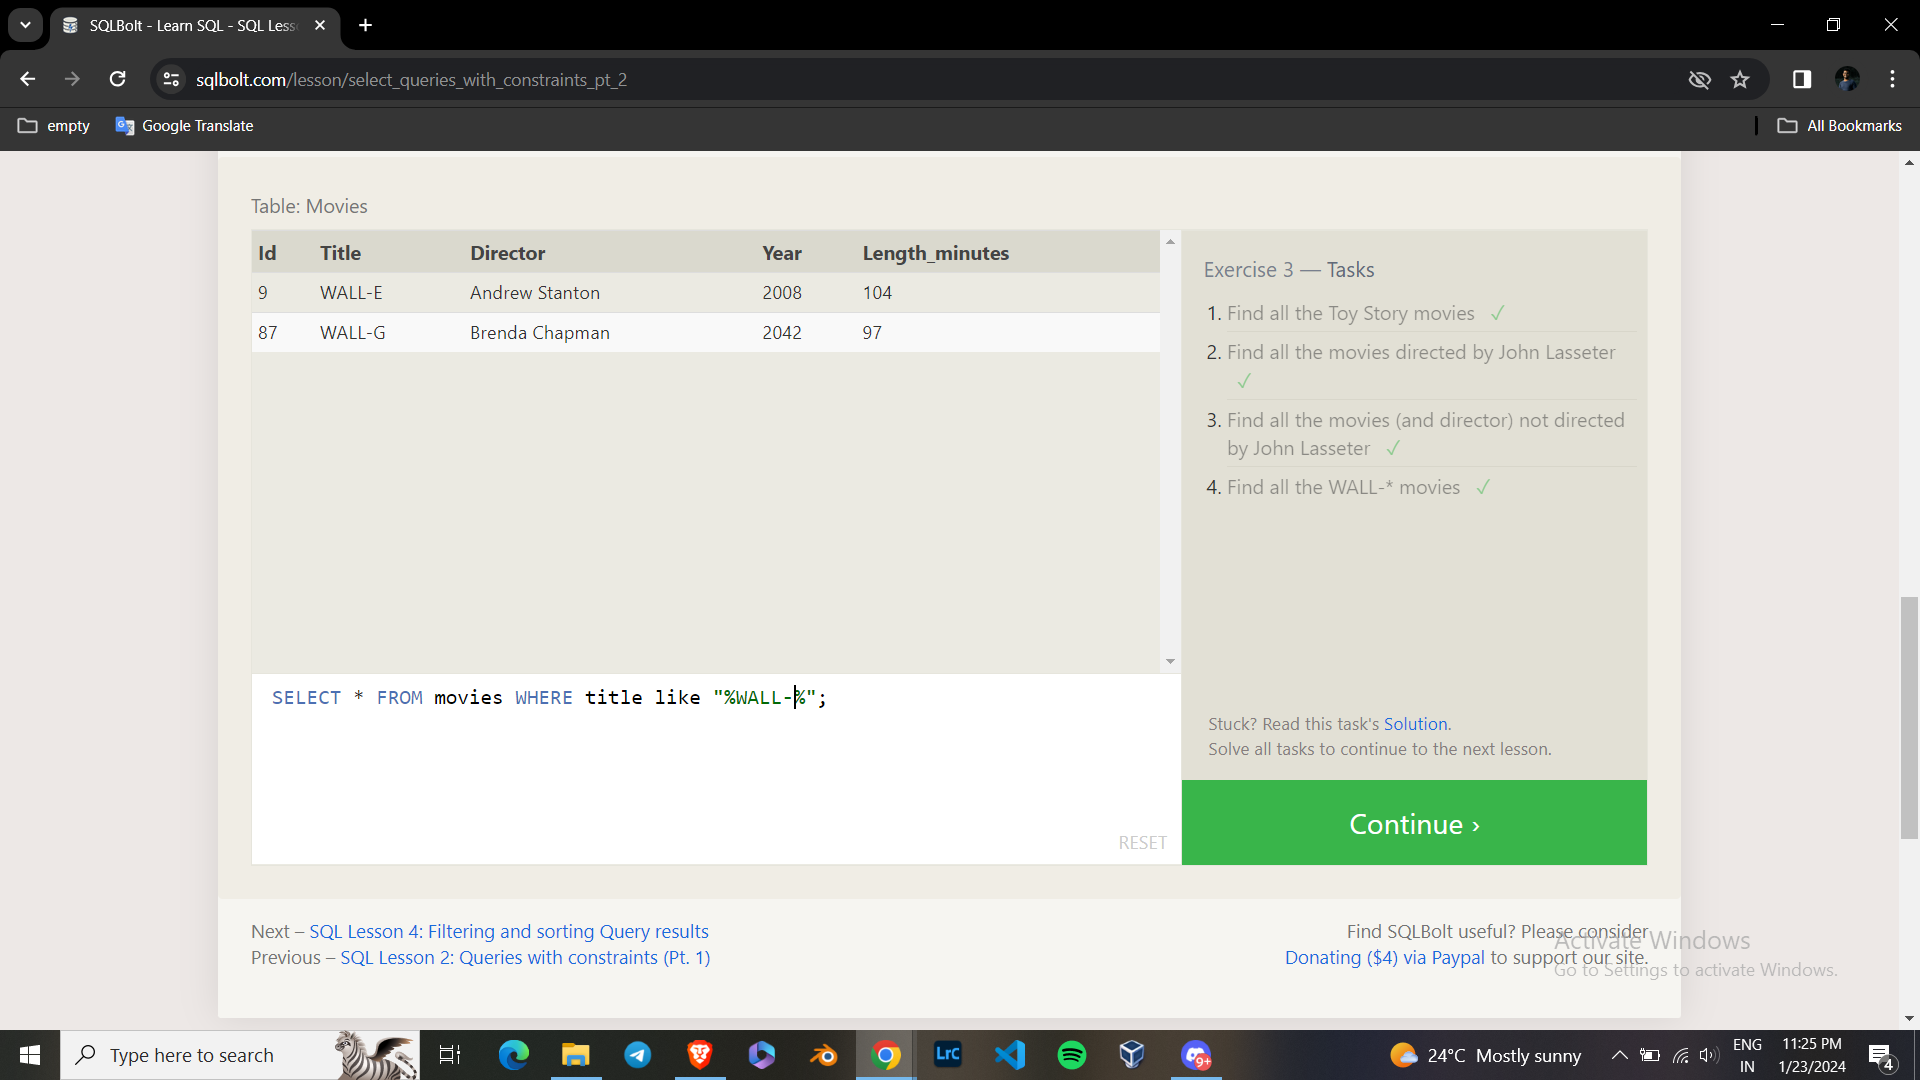 SQLBolt - Learn SQL - SQL Less
sqlbolt.com/lesson/select_queries_with_constraints_pt_2
empty
Google Translate
All Bookmarks
Table: Movies
Id Title Director Year Length_minutes
9 WALL-E Andrew Stanton 2008 104
87 WALL-G Brenda Chapman 2042 97
Exercise 3 — Tasks
1. Find all the Toy Story movies ✓
2. Find all the movies directed by John Lasseter
✓
3. Find all the movies (and director) not directed
by John Lasseter ✓
4. Find all the WALL-* movies ✓
SELECT * FROM movies WHERE title like "%WALL-%";
RESET
Stuck? Read this task's Solution.
Solve all tasks to continue to the next lesson.
Continue ›
Next – SQL Lesson 4: Filtering and sorting Query results
Previous – SQL Lesson 2: Queries with constraints (Pt. 1)
Find SQLBolt useful? Please consider
Donating ($4) via Paypal to support our site.
Activate Windows
Go to Settings to activate Windows.
Type here to search
LrC
9+
24°C Mostly sunny
ENG
IN
11:25 PM
1/23/2024
4